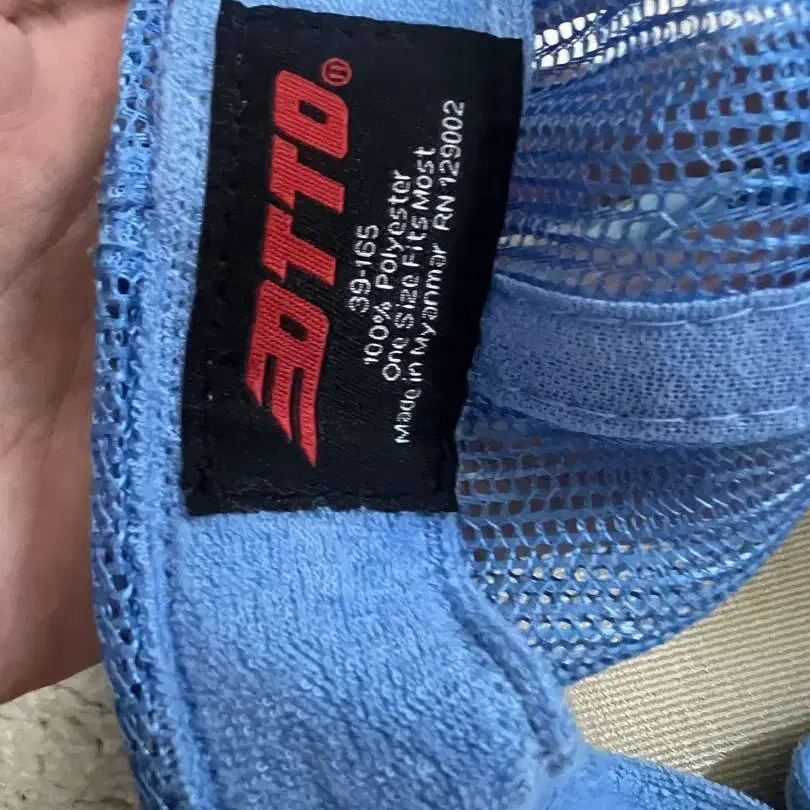 OTTO®
39-165
100% Polyester
One Size Fits Most
Made in Myanmar RN 129002